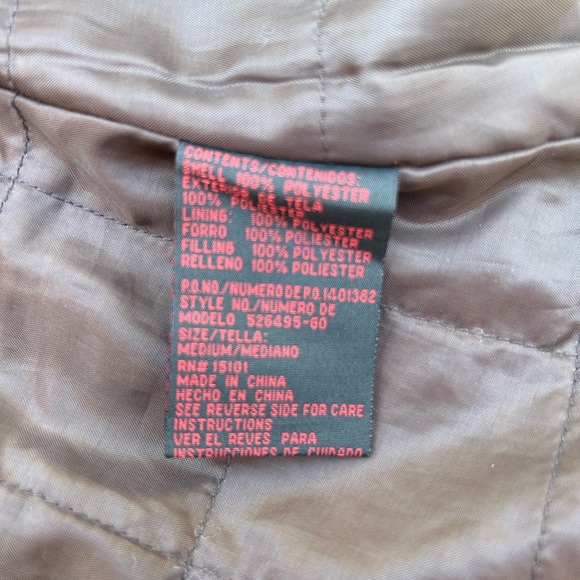 CONTENTS/CONTENIDOS:
SHELL 100% POLYESTER
EXTERIOR DE TELA
100% POLIESTER
LINING: 100% POLYESTER
FORRO 100% POLIESTER
FILLING 100% POLYESTER
RELLENO 100% POLIESTER
P.O.NO./NUMERO DE P.O.1401362
STYLE NO./NUMERO DE
MODELO 526495-60
SIZE/TELLA:
MEDIUM/MEDIANO
RN# 15101
MADE IN CHINA
HECHO EN CHINA
SEE REVERSE SIDE FOR CARE
INSTRUCTIONS
VER EL REVES PARA
INSTRUCCIONES DE CUIDADO